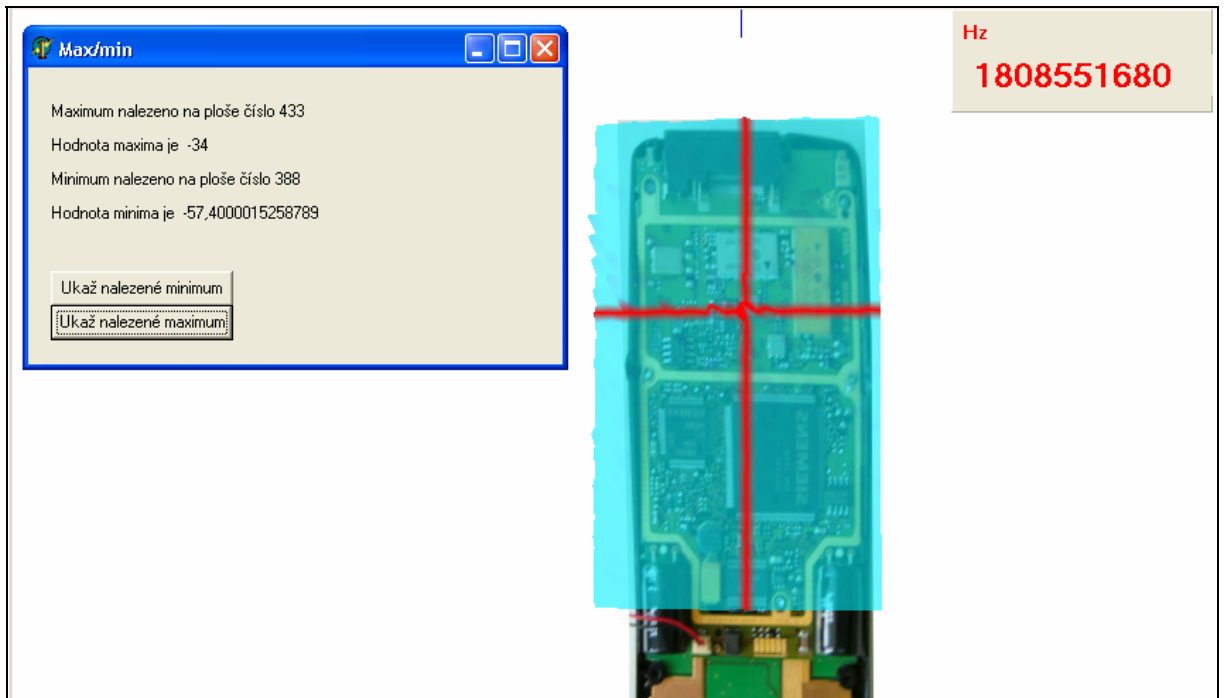 Max/min
Maximum nalezeno na ploše číslo 433
Hodnota maxima je -34
Minimum nalezeno na ploše číslo 388
Hodnota minima je -57,4000015258789
Ukaž nalezené minimum
Ukaž nalezené maximum
Hz
1808551680
SIEMENS